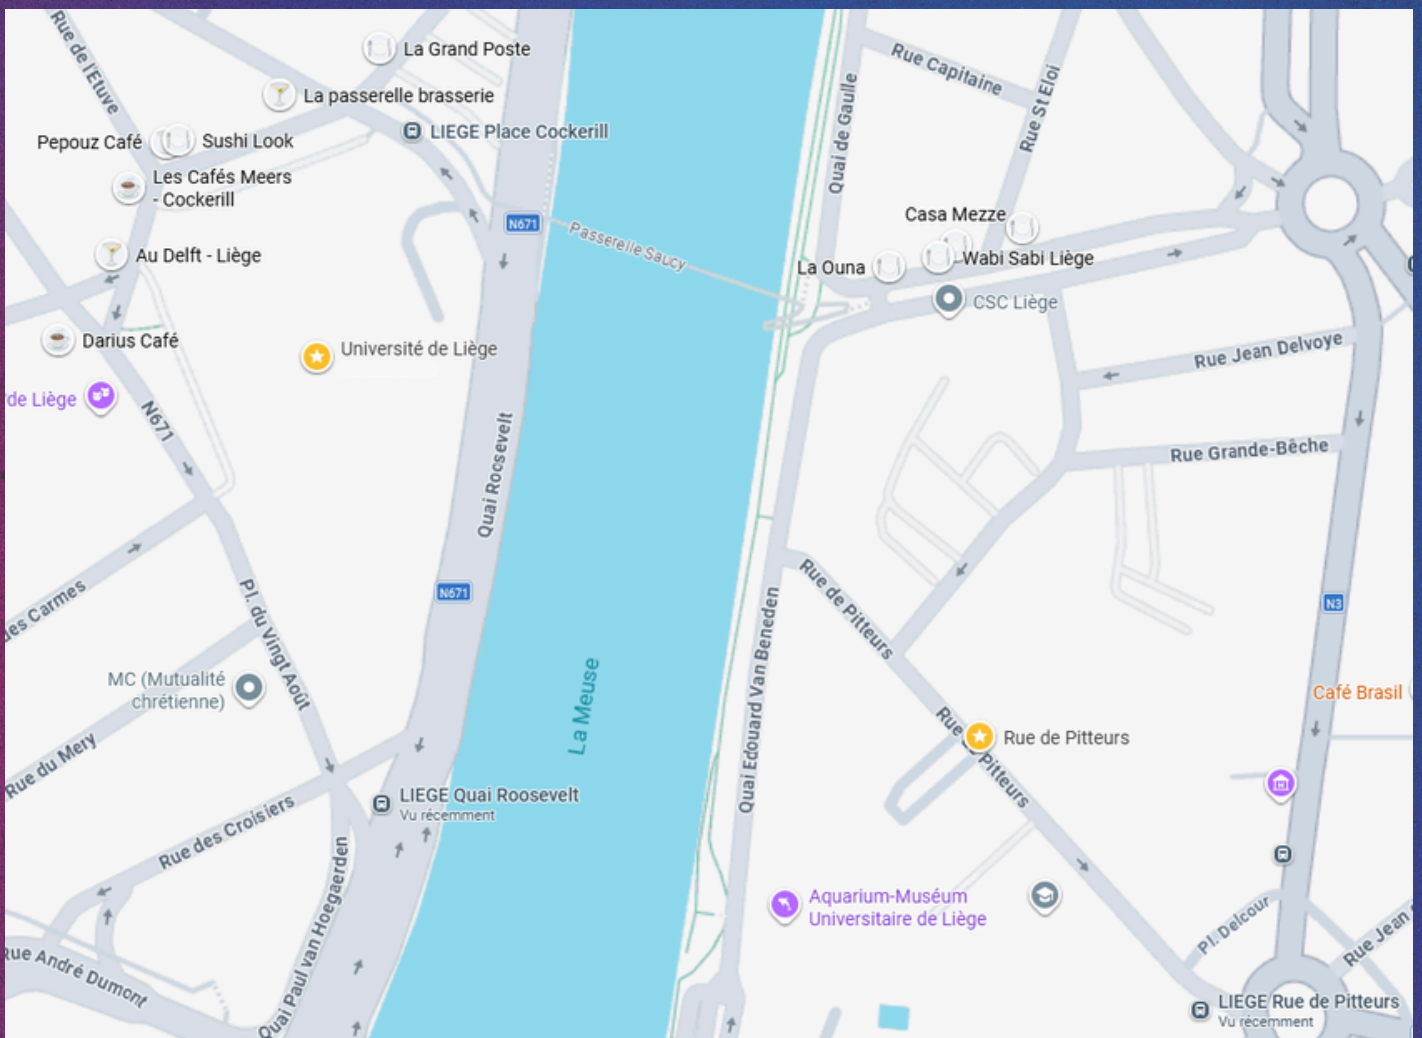 Rue de l'Etuve
La Grand Poste
La passerelle brasserie
LIEGE Place Cockerill
Pepouz Café
Sushi Look
Les Cafés Meers
- Cockerill
Au Delft - Liège
Darius Café
de Liège
N671
Université de Liège
N671
Quai Roosevelt
N671
Passerelle Saucy
Quai de Gaulle
Rue Capitaine
Rue St Eloi
Casa Mezze
Wabi Sabi Liège
La Ouna
CSC Liège
Rue Jean Delvoye
Rue Grande-Bêche
des Carmes
Pl. du Vingt Août
MC (Mutualité
chrétienne)
Rue du Mery
Rue des Croisiers
LIEGE Quai Roosevelt
Vu récemment
Quai Paul van Hoegaerden
Rue André Dumont
La Meuse
Quai Edouard Van Beneden
Rue de Pitteurs
Rue de Pitteurs
Rue de Pitteurs
N3
Café Brasil
Aquarium-Muséum
Universitaire de Liège
Pl. Delcour
Rue Jean
LIEGE Rue de Pitteurs
Vu récemment